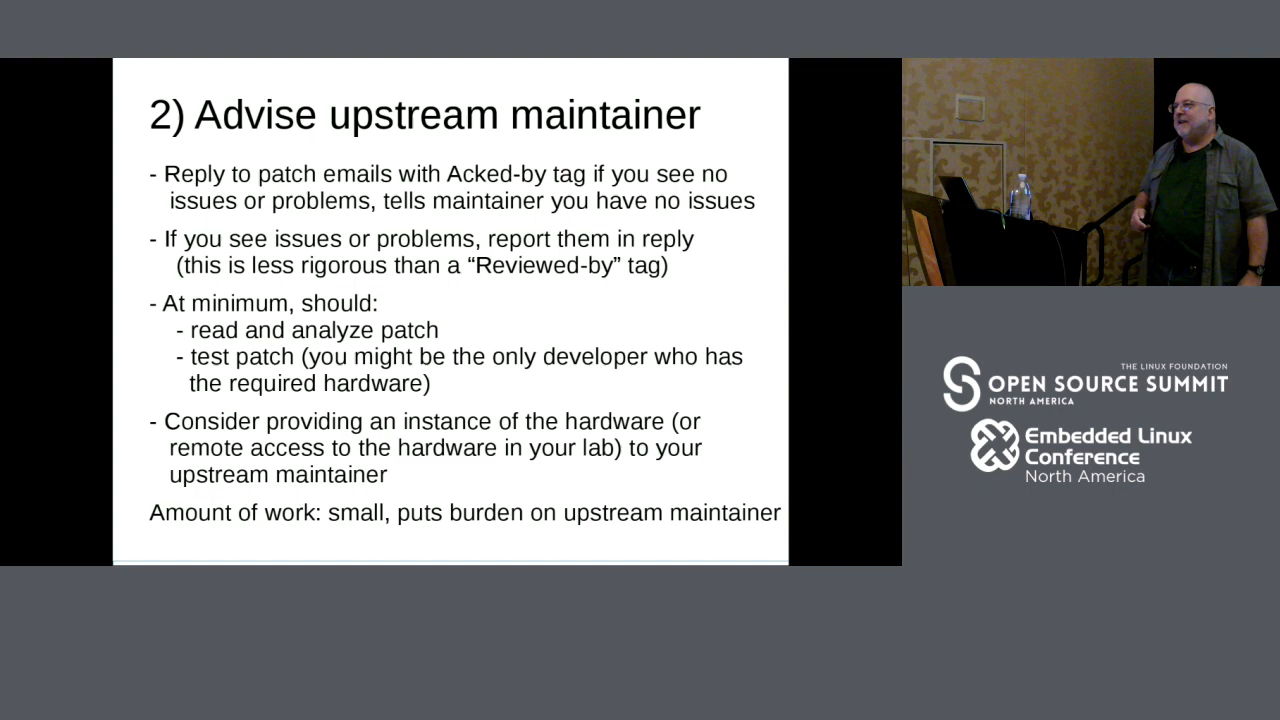 2) Advise upstream maintainer
- Reply to patch emails with Acked-by tag if you see no
issues or problems, tells maintainer you have no issues
- If you see issues or problems, report them in reply
(this is less rigorous than a “Reviewed-by” tag)
- At minimum, should:
- read and analyze patch
- test patch (you might be the only developer who has
the required hardware)
- Consider providing an instance of the hardware (or
remote access to the hardware in your lab) to your
upstream maintainer
Amount of work: small, puts burden on upstream maintainer
THE LINUX FOUNDATION
OPEN SOURCE SUMMIT
NORTH AMERICA
Embedded Linux
Conference
North America